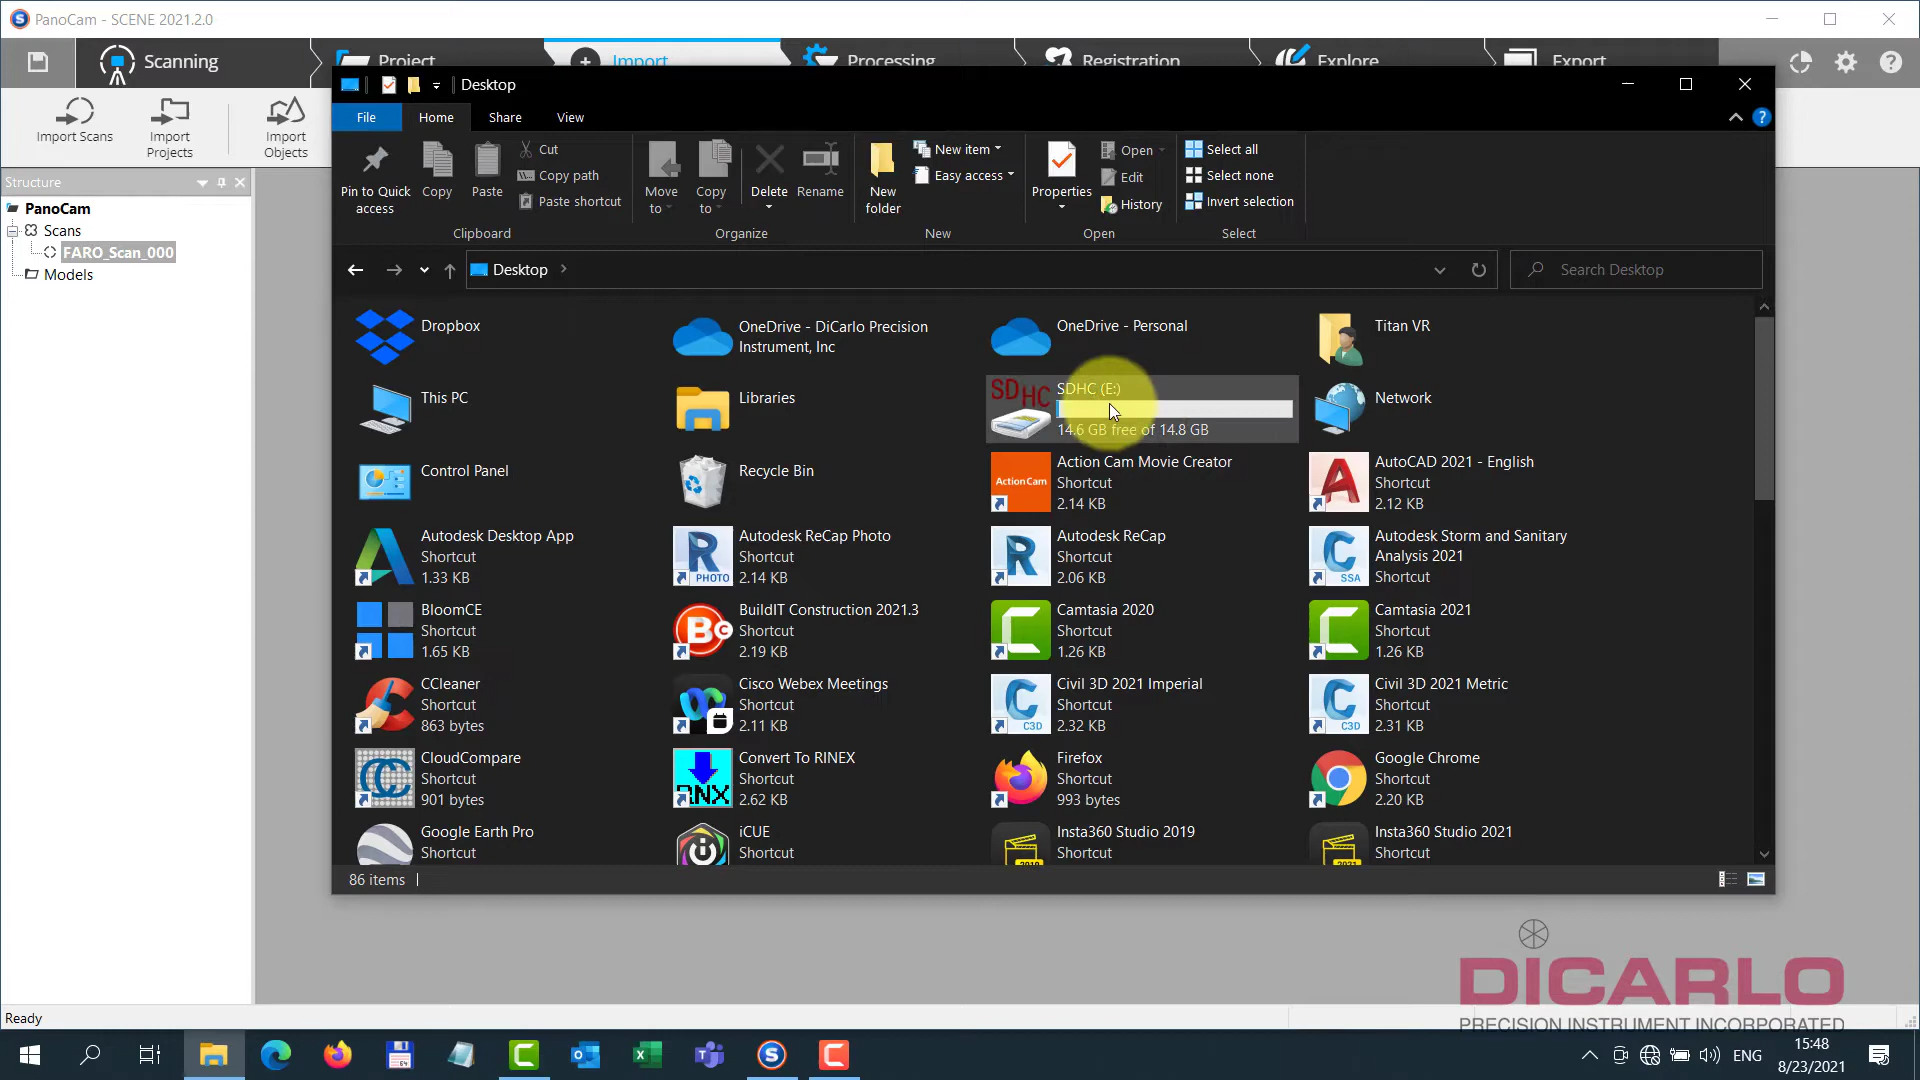 PanoCam - SCENE 2021.2.0
Scanning
Project
Import
Processing
Registration
Explore
Export
Import Scans
Import
Projects
Import
Objects
Structure
PanoCam
Scans
FARO_Scan_000
Models
Desktop
File
Home
Share
View
Pin to Quick
access
Copy
Paste
Cut
Copy path
Paste shortcut
Clipboard
Move
to
Copy
to
Delete
Rename
Organize
New
folder
New item
Easy access
New
Properties
Open
Edit
History
Open
Select all
Select none
Invert selection
Select
Desktop
Search Desktop
Dropbox
OneDrive - DiCarlo Precision
Instrument, Inc
OneDrive - Personal
Titan VR
This PC
Libraries
SDHC (E:)
14.6 GB free of 14.8 GB
Network
Control Panel
Recycle Bin
Action Cam Movie Creator
Shortcut
2.14 KB
AutoCAD 2021 - English
Shortcut
2.12 KB
Autodesk Desktop App
Shortcut
1.33 KB
Autodesk ReCap Photo
Shortcut
2.14 KB
Autodesk ReCap
Shortcut
2.06 KB
Autodesk Storm and Sanitary
Analysis 2021
Shortcut
BloomCE
Shortcut
1.65 KB
BuildIT Construction 2021.3
Shortcut
2.19 KB
Camtasia 2020
Shortcut
1.26 KB
Camtasia 2021
Shortcut
1.26 KB
CCleaner
Shortcut
863 bytes
Cisco Webex Meetings
Shortcut
2.11 KB
Civil 3D 2021 Imperial
Shortcut
2.32 KB
Civil 3D 2021 Metric
Shortcut
2.31 KB
CloudCompare
Shortcut
901 bytes
Convert To RINEX
Shortcut
2.62 KB
Firefox
Shortcut
993 bytes
Google Chrome
Shortcut
2.20 KB
Google Earth Pro
Shortcut
iCUE
Shortcut
Insta360 Studio 2019
Shortcut
Insta360 Studio 2021
Shortcut
86 items
DICARLO
PRECISION INSTRUMENT INCORPORATED
Ready
ENG
15:48
8/23/2021